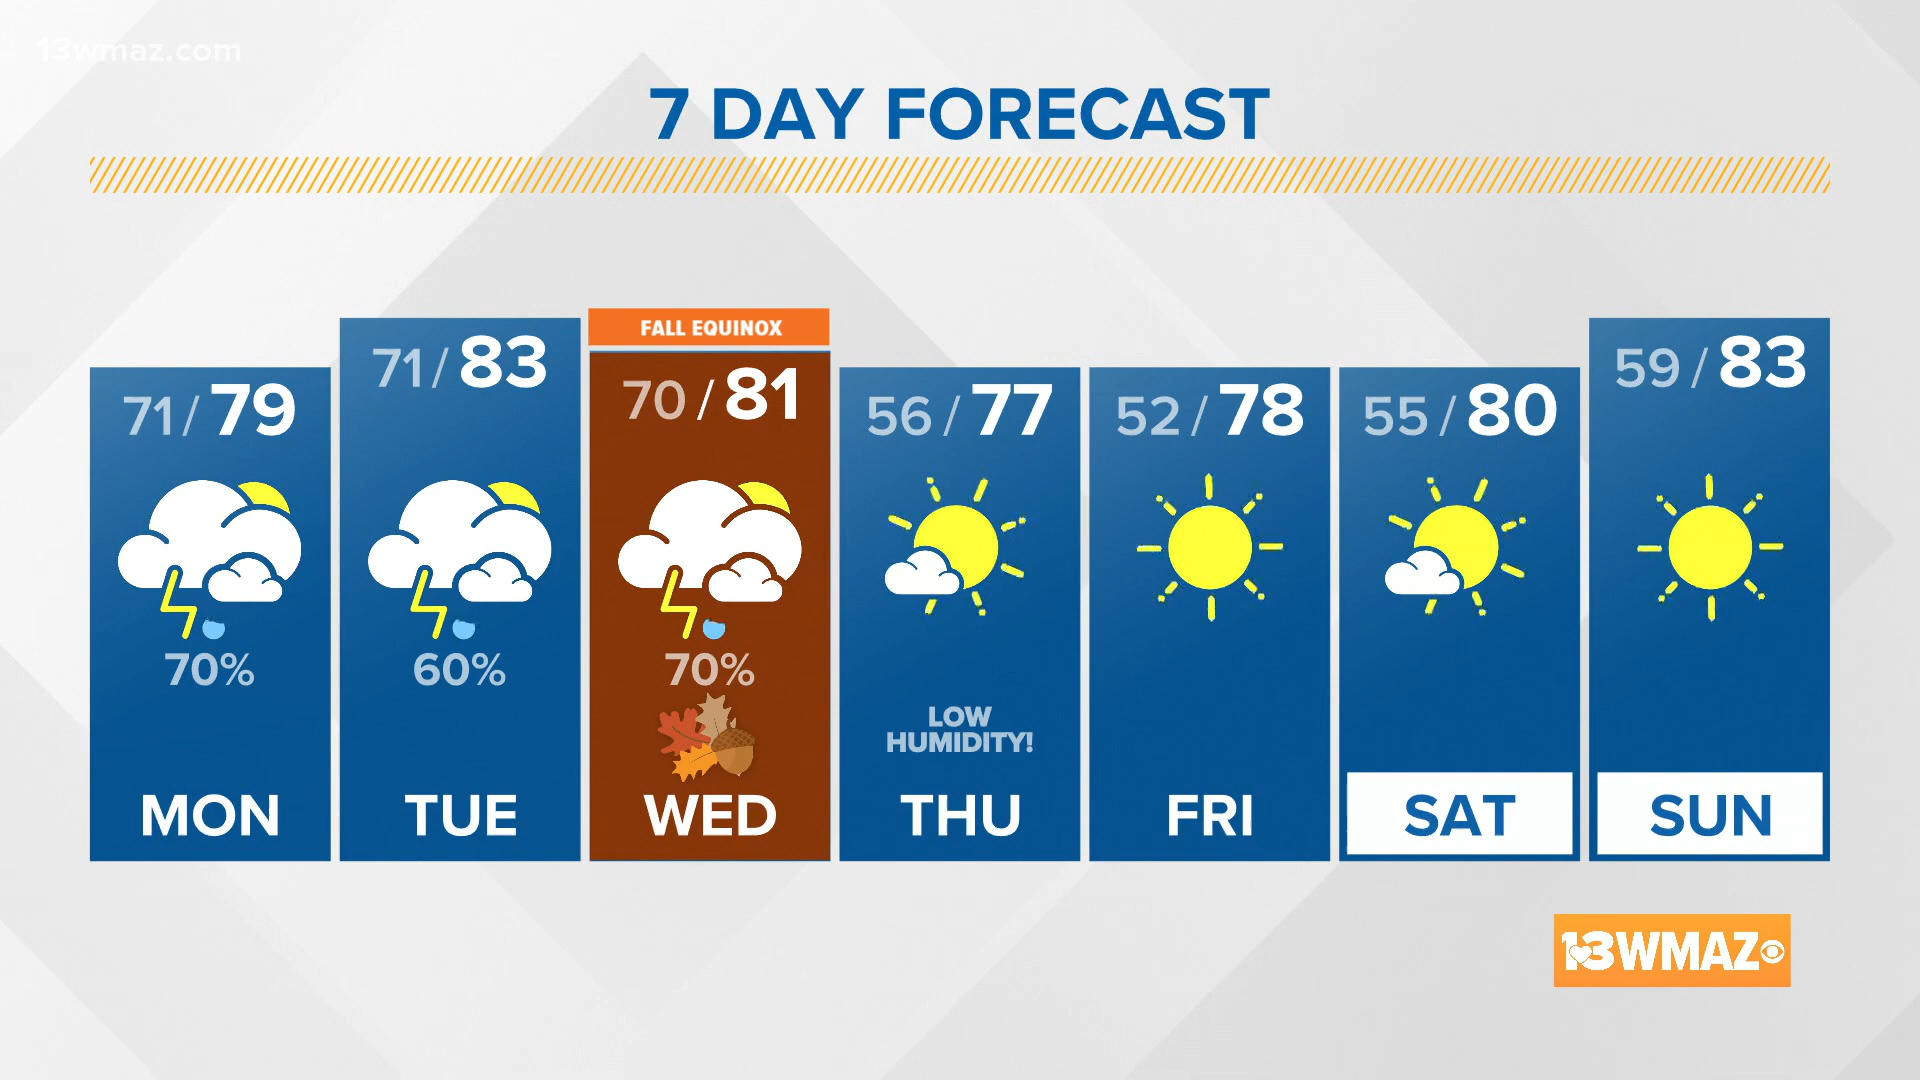 13wmaz.com
7 DAY FORECAST
FALL EQUINOX
71/79
71/83
70/81
56/77
52/78
55/80
59/83
70%
60%
70%
LOW
HUMIDITY!
MON
TUE
WED
THU
FRI
SAT
SUN
13WMAZ